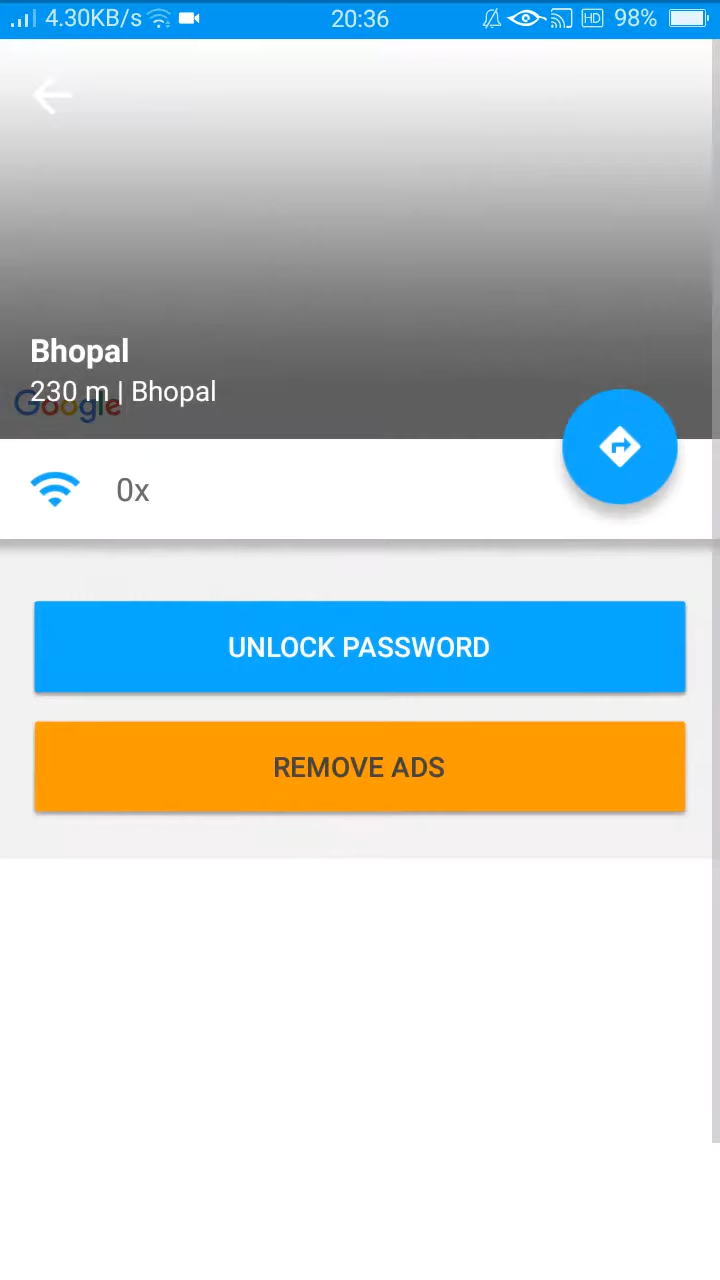 4.30KB/s 20:36 HD 98%
Bhopal
230 m | Bhopal
Google
0x
UNLOCK PASSWORD
REMOVE ADS